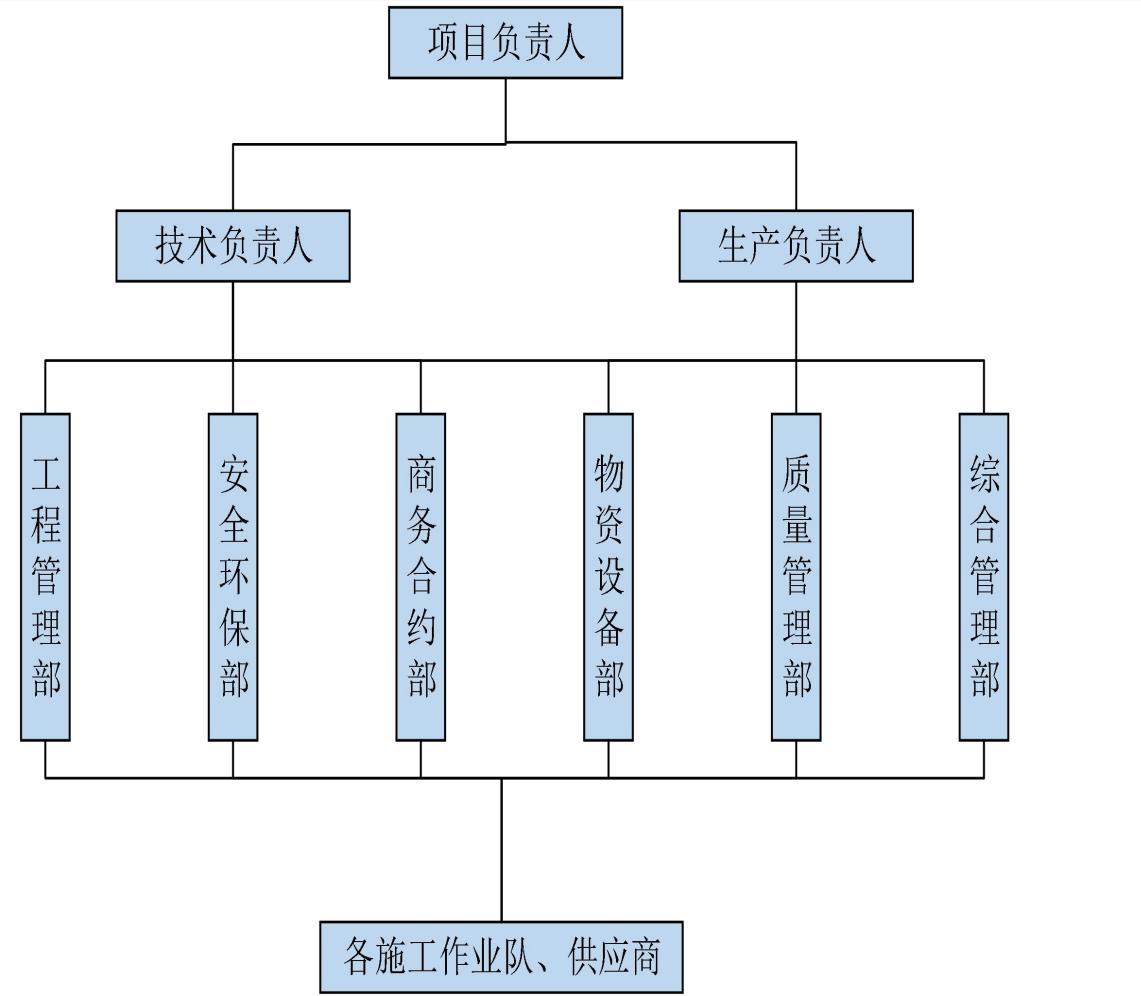 项目负责人
技术负责人
生产负责人
工程管理部
安全环保部
商务合约部
物资设备部
质量管理部
综合管理部
各施工作业队、供应商